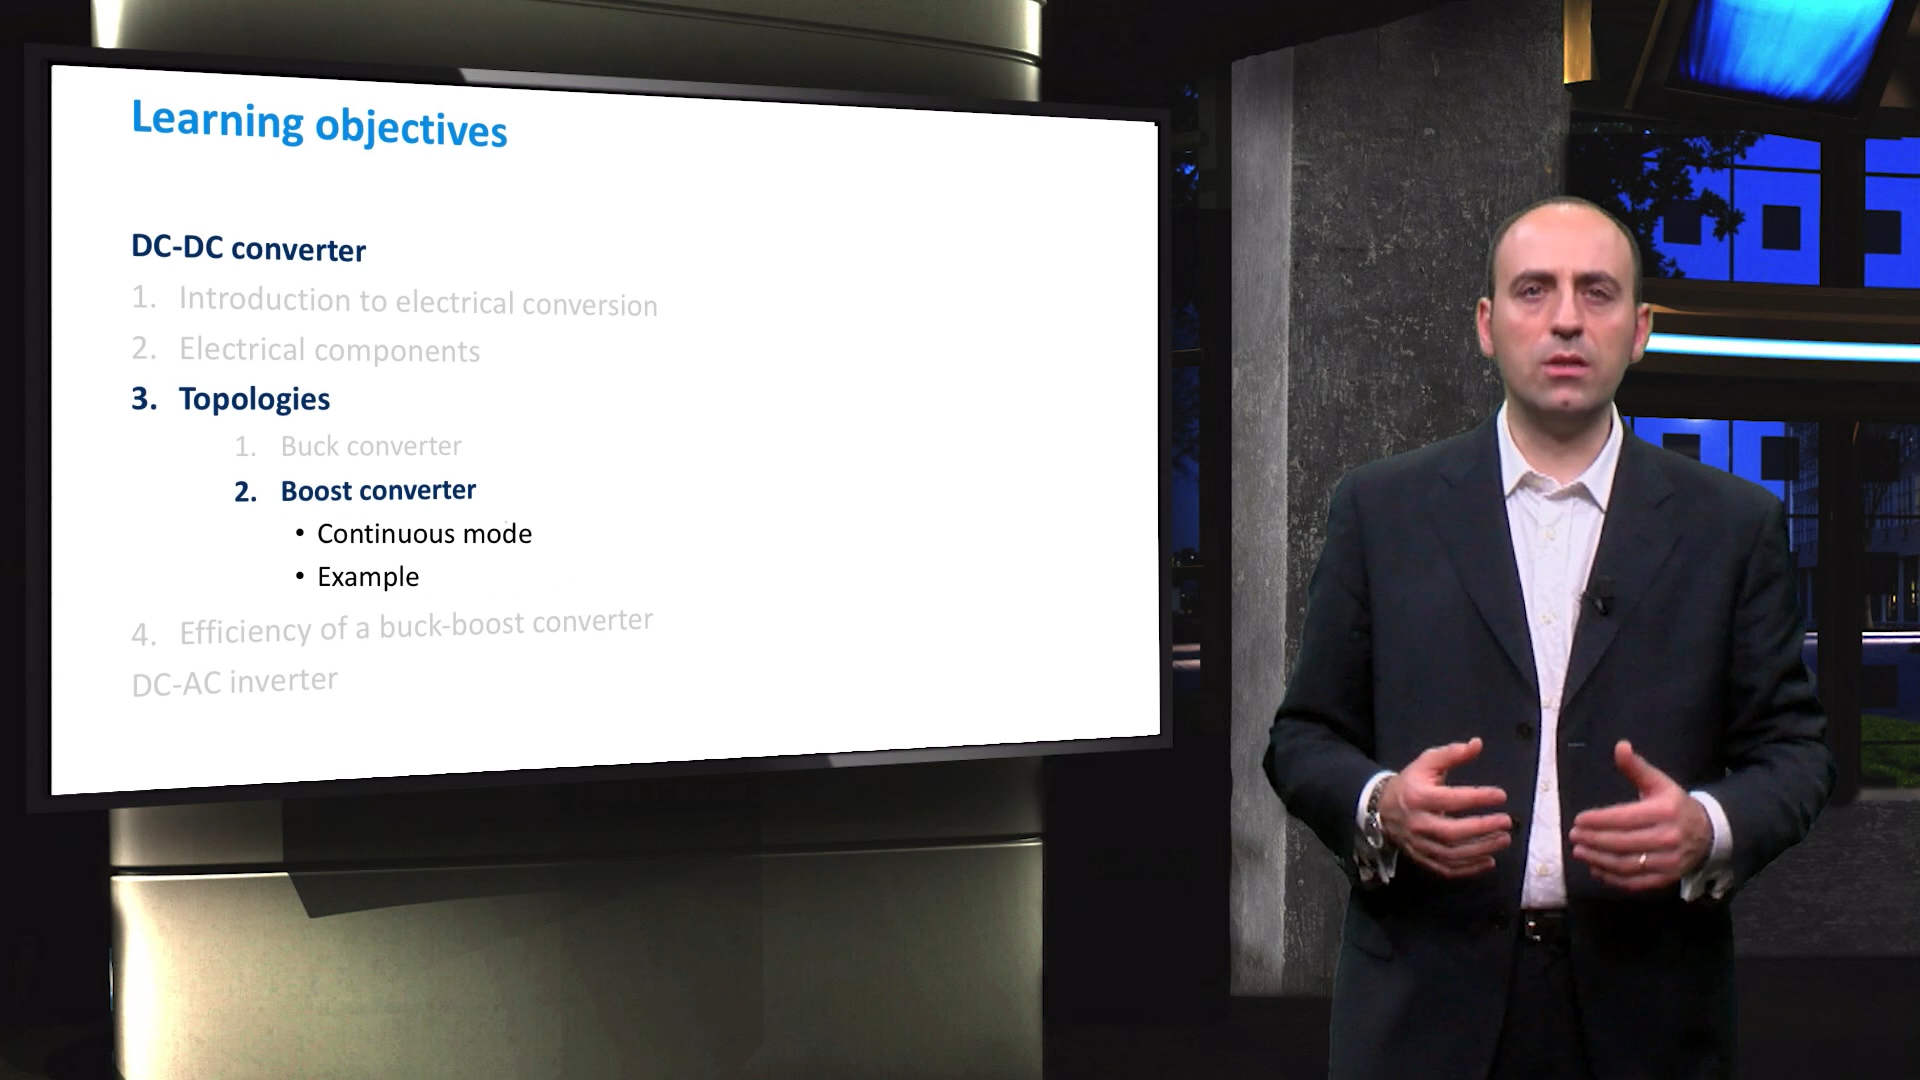 Learning objectives
DC-DC converter
1. Introduction to electrical conversion
2. Electrical components
3. Topologies
1. Buck converter
2. Boost converter
• Continuous mode
• Example
4. Efficiency of a buck-boost converter
DC-AC inverter